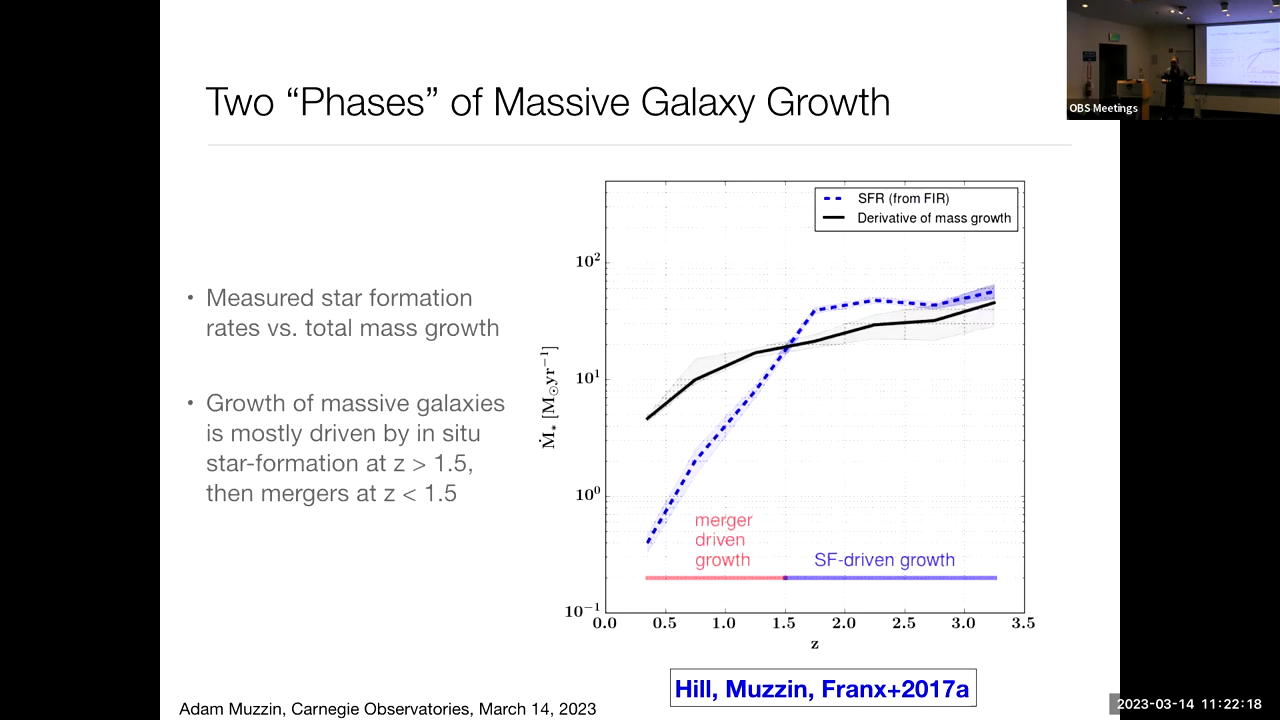 OBS Meetings
Two “Phases” of Massive Galaxy Growth
• Measured star formation
rates vs. total mass growth
• Growth of massive galaxies
is mostly driven by in situ
star-formation at z > 1.5,
then mergers at z < 1.5
SFR (from FIR)
Derivative of mass growth
10²
10¹
10⁰
10⁻¹
Ṁ* [M☉yr⁻¹]
merger
driven
growth
SF-driven growth
0.0 0.5 1.0 1.5 2.0 2.5 3.0 3.5
z
Hill, Muzzin, Franx+2017a
Adam Muzzin, Carnegie Observatories, March 14, 2023
2023-03-14 11:22:18